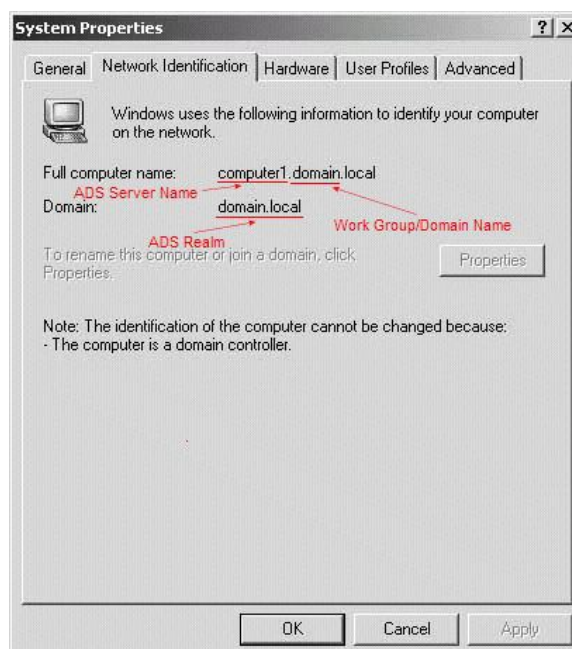 System Properties
? X
General Network Identification Hardware User Profiles Advanced
Windows uses the following information to identify your computer
on the network.
Full computer name: computer1.domain.local
ADS Server Name
Domain: domain.local
Work Group/Domain Name
ADS Realm
To rename this computer or join a domain, click
Properties.
Properties
Note: The identification of the computer cannot be changed because:
- The computer is a domain controller.
OK Cancel Apply